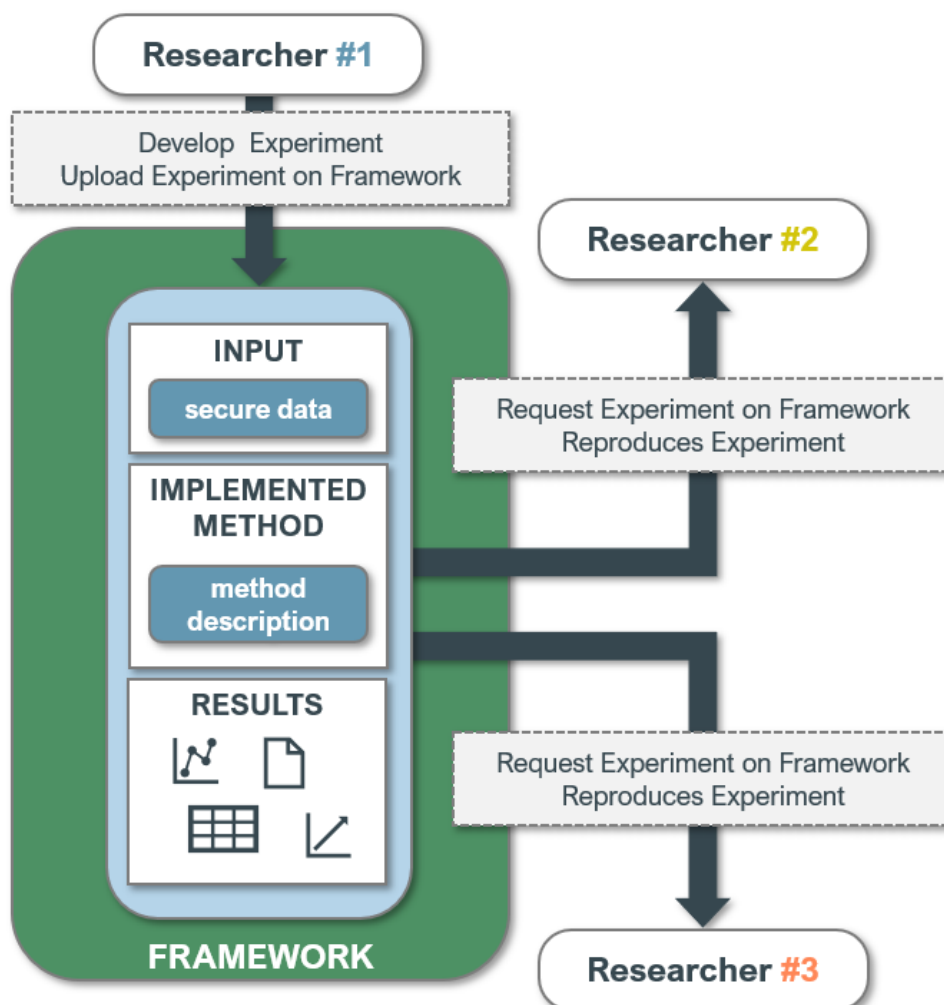 Researcher #1
Develop Experiment
Upload Experiment on Framework
Researcher #2
INPUT
secure data
Request Experiment on Framework
Reproduces Experiment
IMPLEMENTED
METHOD
method
description
RESULTS
Request Experiment on Framework
Reproduces Experiment
FRAMEWORK
Researcher #3